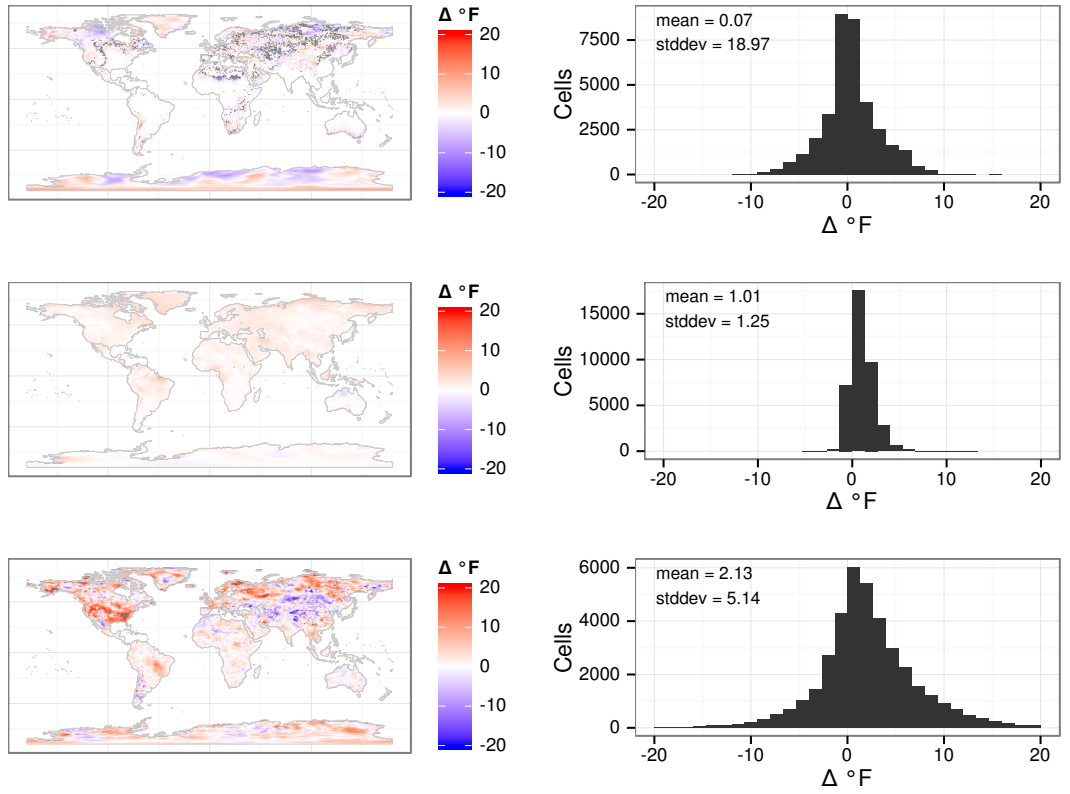 Δ °F
20
10
0
-10
-20
mean = 0.07
stddev = 18.97
Cells
7500
5000
2500
0
-20 -10 0 10 20
Δ °F
Δ °F
20
10
0
-10
-20
mean = 1.01
stddev = 1.25
Cells
15000
10000
5000
0
-20 -10 0 10 20
Δ °F
Δ °F
20
10
0
-10
-20
mean = 2.13
stddev = 5.14
Cells
6000
4000
2000
0
-20 -10 0 10 20
Δ °F